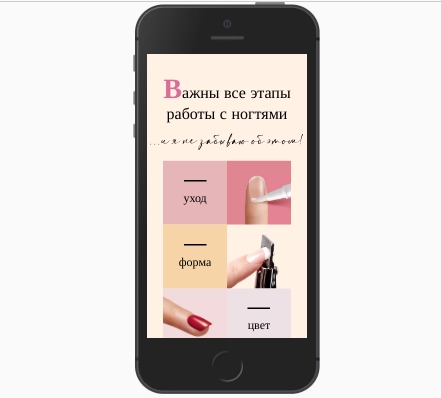 Важны все этапы
работы с ногтями
...и я не забываю об этом!
уход
форма
цвет